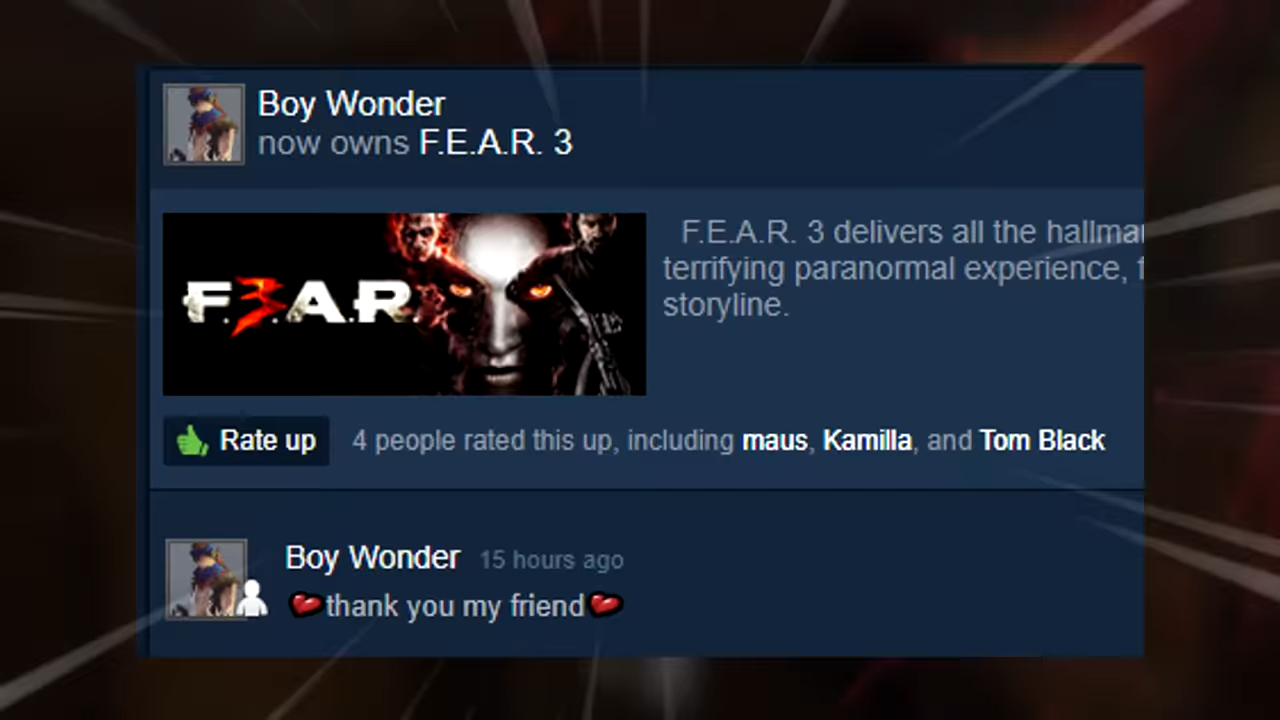 Boy Wonder
now owns F.E.A.R. 3
F.E.A.R. 3 delivers all the
terrifying paranormal experience,
storyline.
F.3.A.R.
Rate up
4 people rated this up, including maus, Kamilla, and Tom Black
Boy Wonder 15 hours ago
thank you my friend